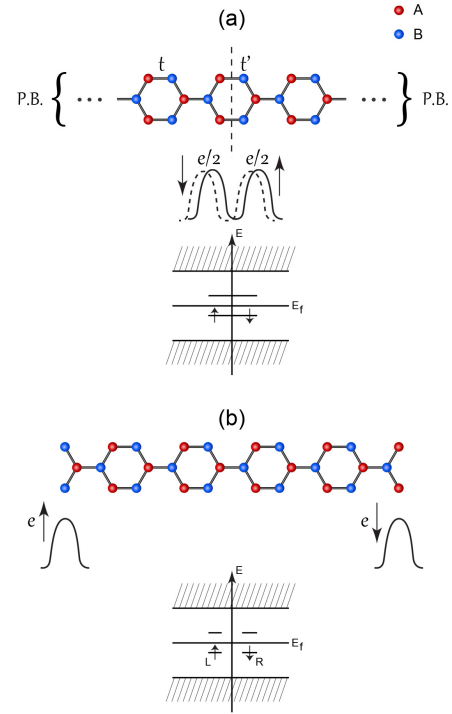 (a)
A
B
t t'
P.B. { ... ... } P.B.
e/2 e/2
E
E_f
(b)
e e
E
E_f
L R